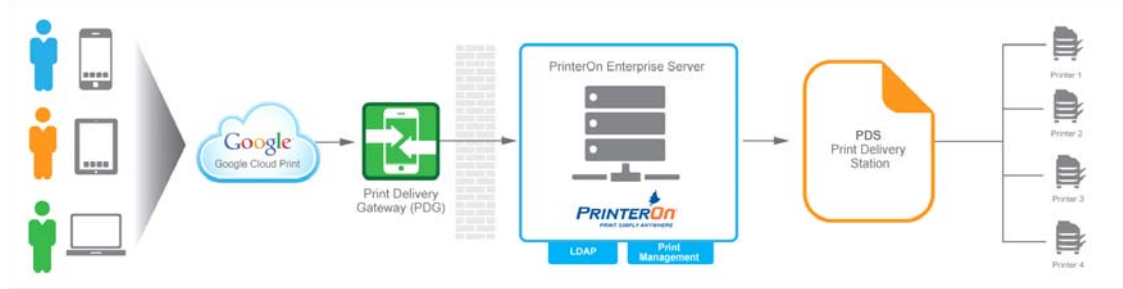 Google
Google Cloud Print
Print Delivery
Gateway (PDG)
PrinterOn Enterprise Server
PRINTERON
PRINT SIMPLY ANYWHERE
LDAP
Print
Management
PDS
Print Delivery
Station
Printer 1
Printer 2
Printer 3
Printer 4